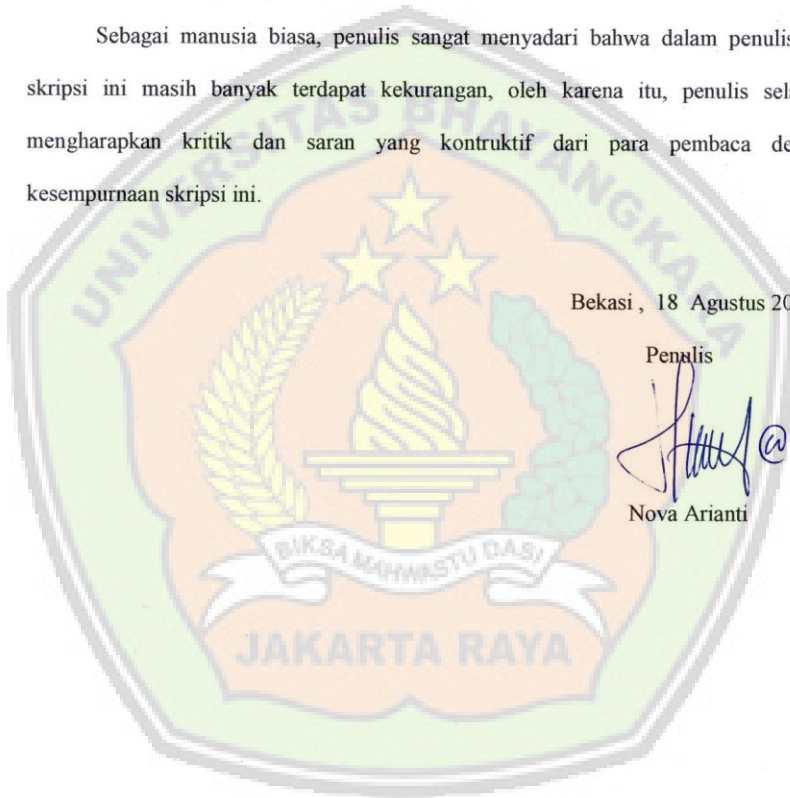 Sebagai manusia biasa, penulis sangat menyadari bahwa dalam penulis
skripsi ini masih banyak terdapat kekurangan, oleh karena itu, penulis sel
mengharapkan kritik dan saran yang kontruktif dari para pembaca de
kesempurnaan skripsi ini.
UNIVERSITAS BHAYANGKARA
Bekasi , 18 Agustus 20
Penulis
Nova Arianti
BIKSA MAHWASTU DASI
JAKARTA RAYA